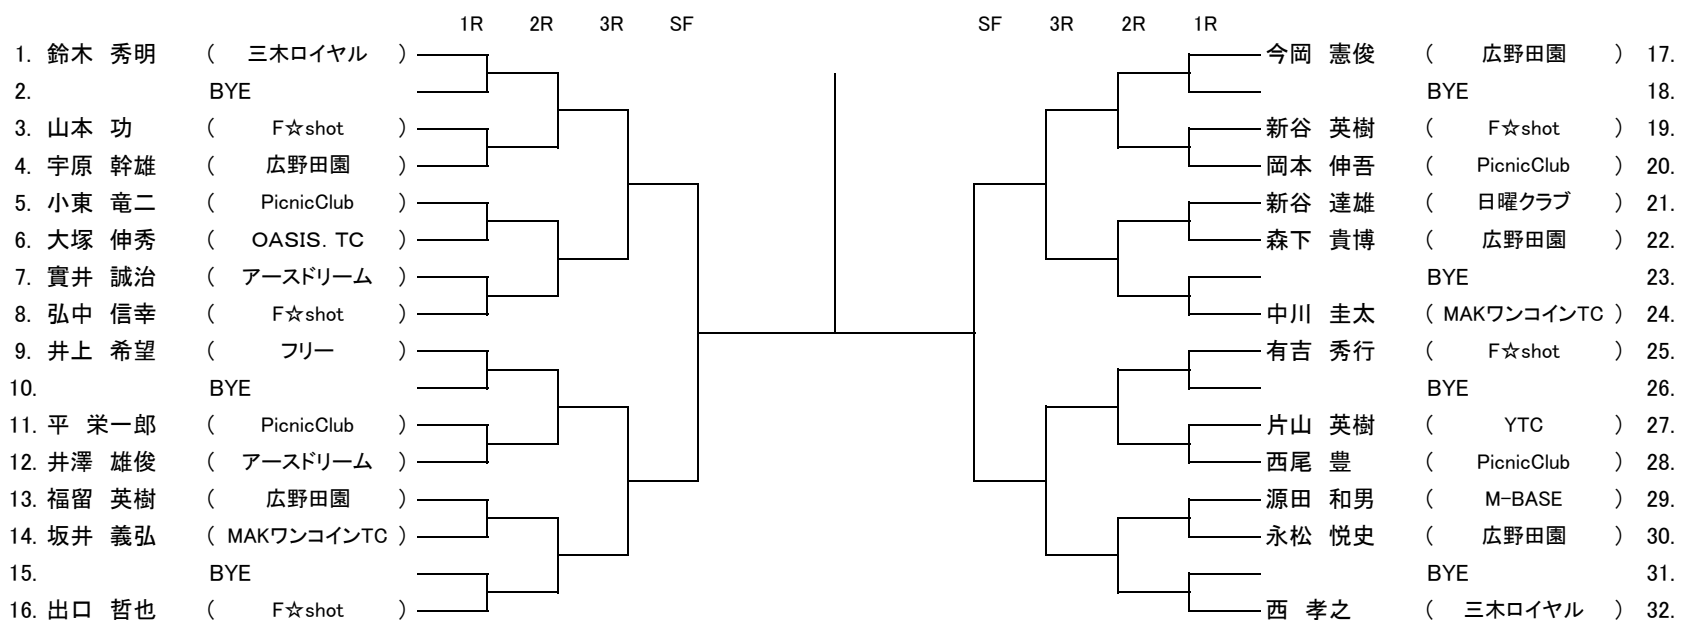 1R 2R 3R SF SF 3R 2R 1R
1. 鈴木 秀明 ( 三木ロイヤル ) 今岡 憲俊 ( 広野田園 ) 17.
2. BYE BYE 18.
3. 山本 功 ( F☆shot ) 新谷 英樹 ( F☆shot ) 19.
4. 宇原 幹雄 ( 広野田園 ) 岡本 伸吾 ( PicnicClub ) 20.
5. 小東 竜二 ( PicnicClub ) 新谷 達雄 ( 日曜クラブ ) 21.
6. 大塚 伸秀 ( OASIS. TC ) 森下 貴博 ( 広野田園 ) 22.
7. 實井 誠治 ( アースドリーム ) BYE 23.
8. 弘中 信幸 ( F☆shot ) 中川 圭太 ( MAKワンコインTC ) 24.
9. 井上 希望 ( フリー ) 有吉 秀行 ( F☆shot ) 25.
10. BYE BYE 26.
11. 平 栄一郎 ( PicnicClub ) 片山 英樹 ( YTC ) 27.
12. 井澤 雄俊 ( アースドリーム ) 西尾 豊 ( PicnicClub ) 28.
13. 福留 英樹 ( 広野田園 ) 源田 和男 ( M-BASE ) 29.
14. 坂井 義弘 ( MAKワンコインTC ) 永松 悦史 ( 広野田園 ) 30.
15. BYE BYE 31.
16. 出口 哲也 ( F☆shot ) 西 孝之 ( 三木ロイヤル ) 32.